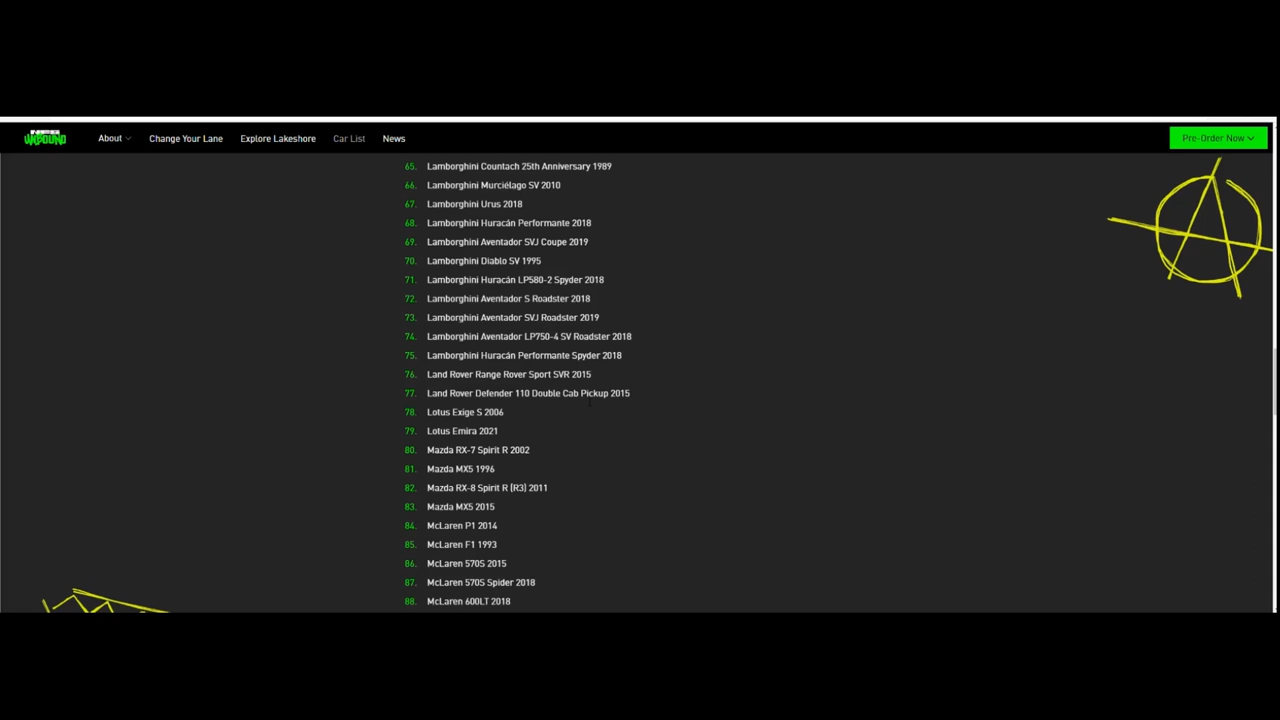 NFS
UNBOUND
About
Change Your Lane
Explore Lakeshore
Car List
News
Pre-Order Now
65. Lamborghini Countach 25th Anniversary 1989
66. Lamborghini Murciélago SV 2010
67. Lamborghini Urus 2018
68. Lamborghini Huracán Performante 2018
69. Lamborghini Aventador SVJ Coupe 2019
70. Lamborghini Diablo SV 1995
71. Lamborghini Huracán LP580-2 Spyder 2018
72. Lamborghini Aventador S Roadster 2018
73. Lamborghini Aventador SVJ Roadster 2019
74. Lamborghini Aventador LP750-4 SV Roadster 2018
75. Lamborghini Huracán Performante Spyder 2018
76. Land Rover Range Rover Sport SVR 2015
77. Land Rover Defender 110 Double Cab Pickup 2015
78. Lotus Exige S 2006
79. Lotus Emira 2021
80. Mazda RX-7 Spirit R 2002
81. Mazda MX5 1996
82. Mazda RX-8 Spirit R (R3) 2011
83. Mazda MX5 2015
84. McLaren P1 2014
85. McLaren F1 1993
86. McLaren 570S 2015
87. McLaren 570S Spider 2018
88. McLaren 600LT 2018